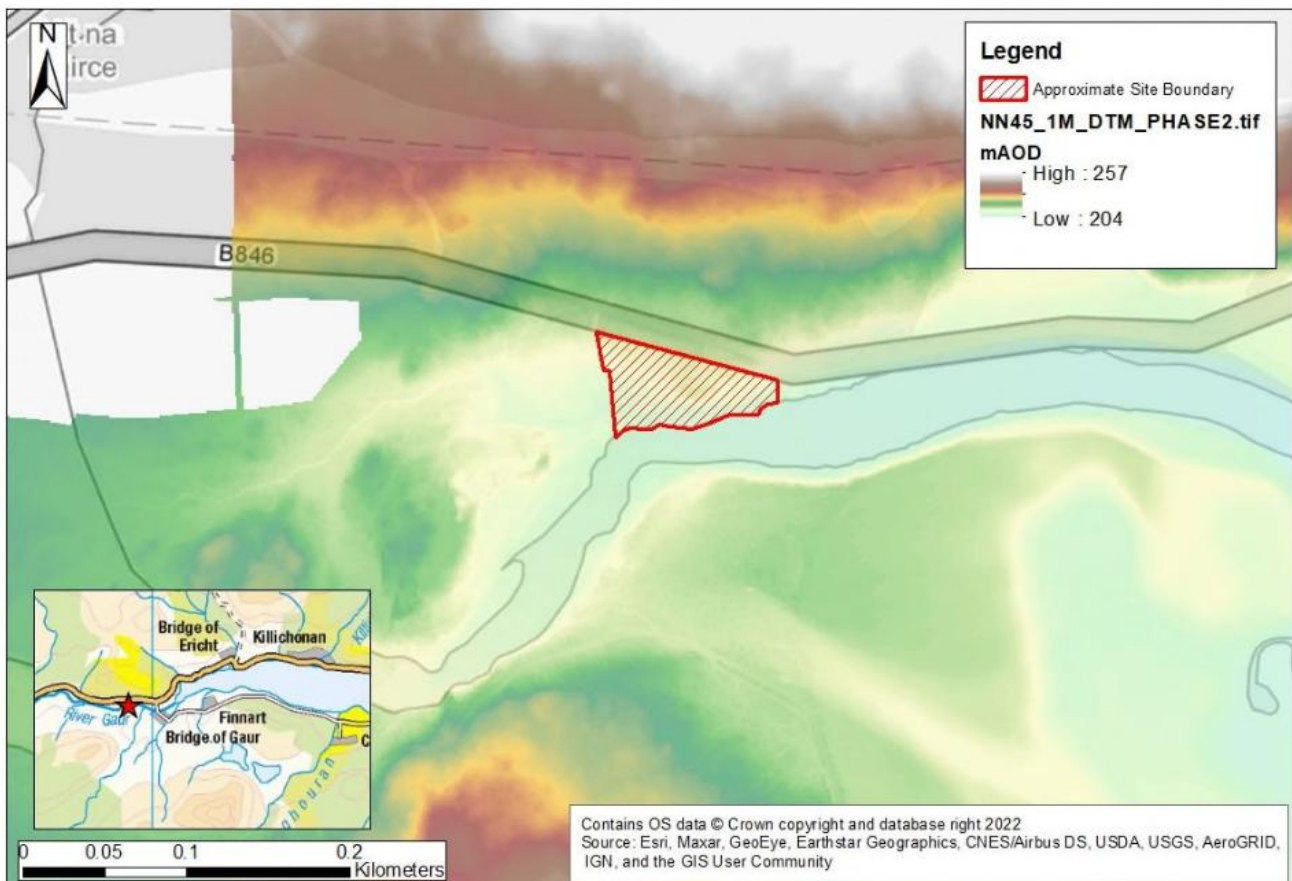 N
t na
irce
B846
Legend
Approximate Site Boundary
NN45_1M_DTM_PHASE2.tif
mAOD
High : 257
Low : 204
Bridge of
Ericht
Killichonan
River Gaur
Finnart
Bridge of Gaur
C
ghouran
0 0.05 0.1 0.2
Kilometers
Contains OS data © Crown copyright and database right 2022
Source: Esri, Maxar, GeoEye, Earthstar Geographics, CNES/Airbus DS, USDA, USGS, AeroGRID,
IGN, and the GIS User Community